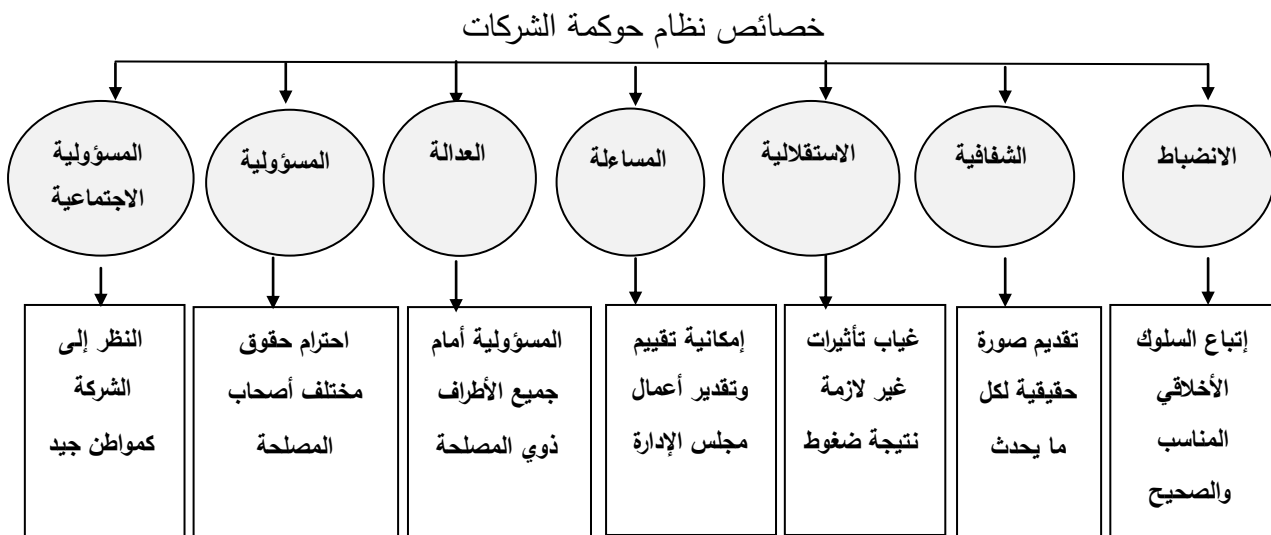 خصائص نظام حوكمة الشركات
الانضباط
الشفافية
الاستقلالية
المساءلة
العدالة
المسؤولية
المسؤولية
الاجتماعية
إتباع السلوك
الأخلاقي
المناسب
والصحيح
تقديم صورة
حقيقية لكل
ما يحدث
غياب تأثيرات
غير لازمة
نتيجة ضغوط
إمكانية تقييم
وتقدير أعمال
مجلس الإدارة
المسؤولية أمام
جميع الأطراف
ذوي المصلحة
احترام حقوق
مختلف أصحاب
المصلحة
النظر إلى
الشركة
كمواطن جيد